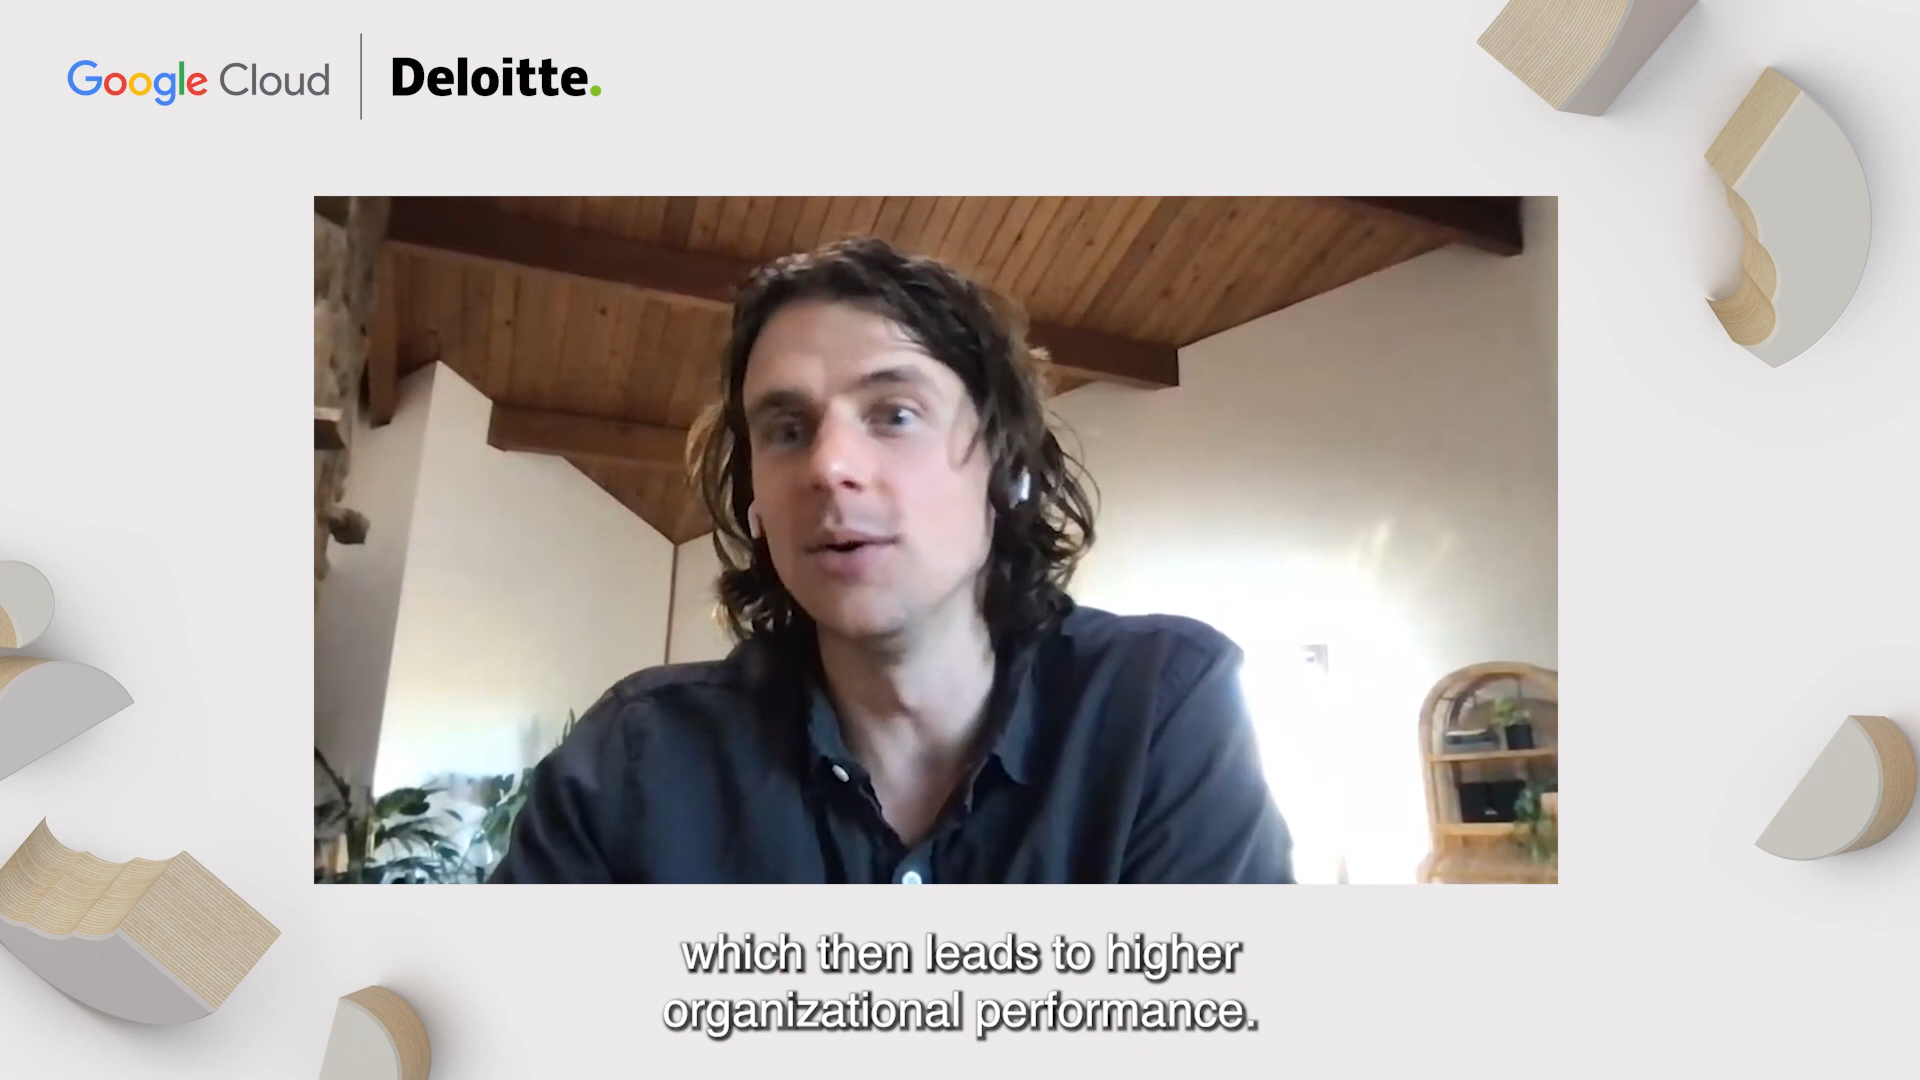 Google Cloud
Deloitte.
which then leads to higher
organizational performance.